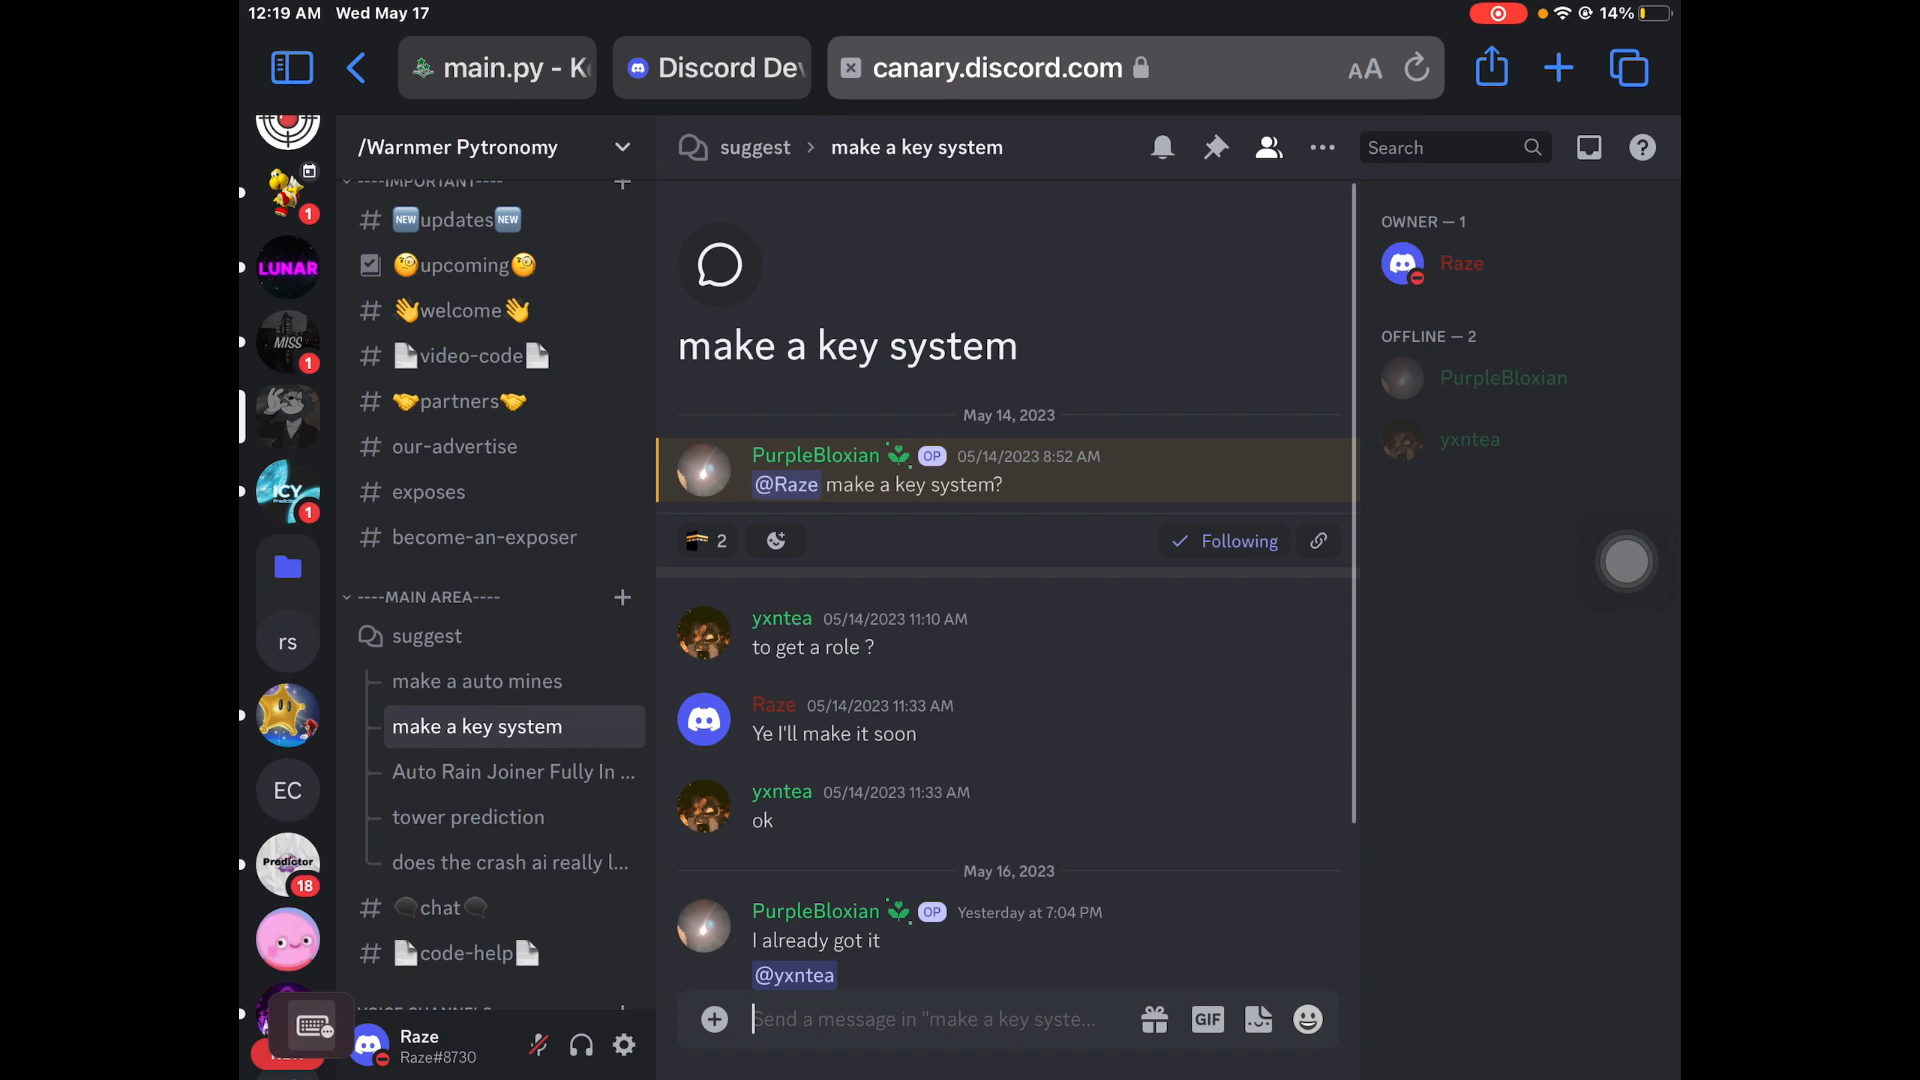 12:19 AM Wed May 17
14%
main.py - K
Discord De
canary.discord.com
AA
/Warnmer Pytronomy
----IMPORTANT----
NEW updates NEW
upcoming
welcome
video-code
partners
our-advertise
exposes
become-an-exposer
----MAIN AREA----
suggest
make a auto mines
make a key system
Auto Rain Joiner Fully In ...
tower prediction
does the crash ai really l...
chat
code-help
VOICE CHANNELS
Raze
Raze#8730
1
LUNAR
MISS
1
ICY
1
rs
EC
Predictor
18
suggest > make a key system
Search
make a key system
May 14, 2023
PurpleBloxian OP 05/14/2023 8:52 AM
@Raze make a key system?
2
Following
yxntea 05/14/2023 11:10 AM
to get a role ?
Raze 05/14/2023 11:33 AM
Ye I'll make it soon
yxntea 05/14/2023 11:33 AM
ok
May 16, 2023
PurpleBloxian OP Yesterday at 7:04 PM
I already got it
@yxntea
Send a message in "make a key syste...
GIF
OWNER — 1
Raze
OFFLINE — 2
PurpleBloxian
yxntea